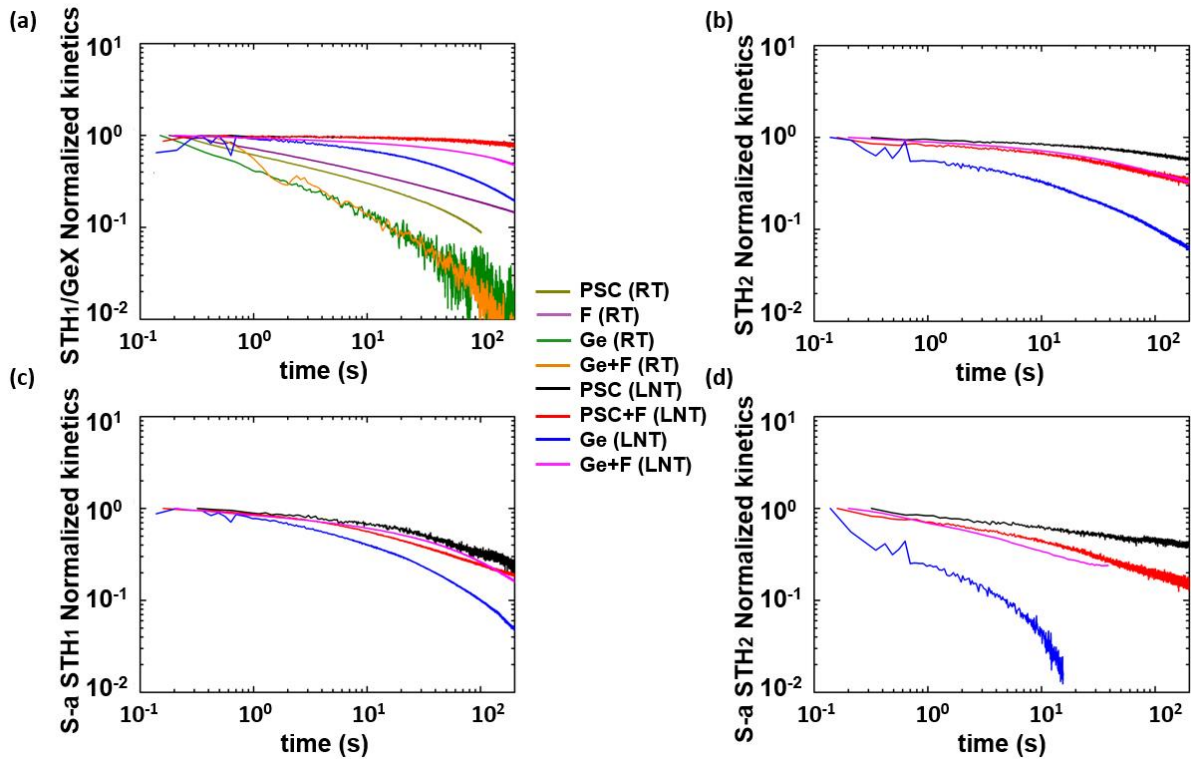 (a)
STH1/GeX Normalized kinetics
10¹
10⁰
10⁻¹
10⁻²
10⁻¹ 10⁰ 10¹ 10²
time (s)
(b)
STH2 Normalized kinetics
10¹
10⁰
10⁻¹
10⁻²
10⁻¹ 10⁰ 10¹ 10²
time (s)
PSC (RT)
F (RT)
Ge (RT)
Ge+F (RT)
PSC (LNT)
PSC+F (LNT)
Ge (LNT)
Ge+F (LNT)
(c)
S-a STH1 Normalized kinetics
10¹
10⁰
10⁻¹
10⁻²
10⁻¹ 10⁰ 10¹ 10²
time (s)
(d)
S-a STH2 Normalized kinetics
10¹
10⁰
10⁻¹
10⁻²
10⁻¹ 10⁰ 10¹ 10²
time (s)